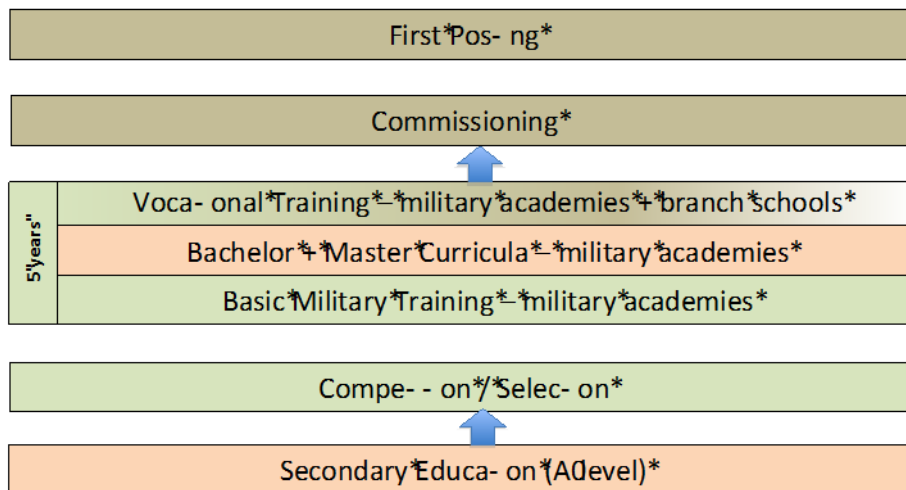 First*Pos- ng*
Commissioning*
Voca- onal*Training*–*military*academies*+*branch*schools*
5"years"
Bachelor*+*Master*Curricula*–*military*academies*
Basic*Military*Training*–*military*academies*
Compe- - on*/*Selec- on*
Secondary*Educa- on*(A0level)*